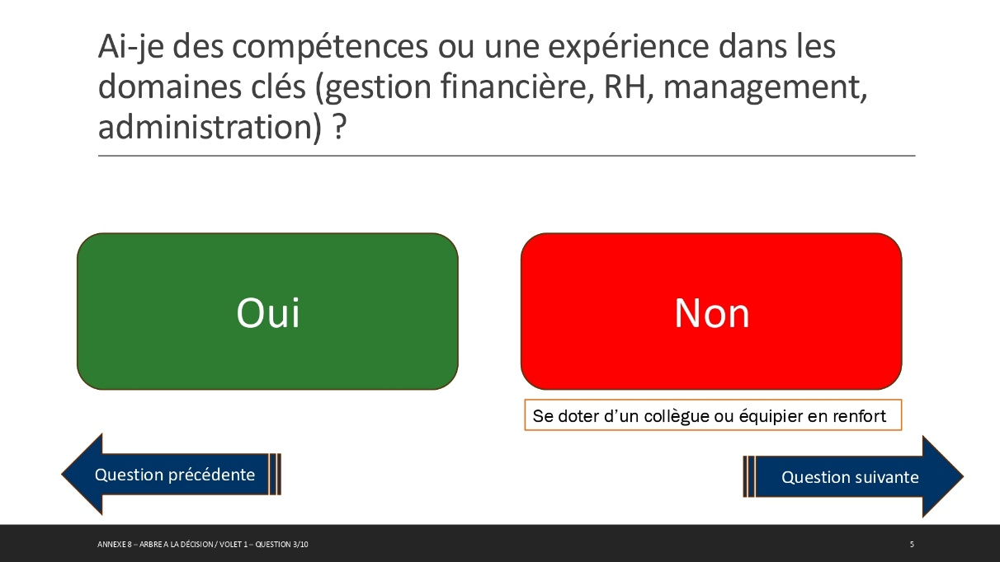 Ai-je des compétences ou une expérience dans les
domaines clés (gestion financière, RH, management,
administration) ?
Oui
Non
Se doter d’un collègue ou équipier en renfort
Question précédente
Question suivante
ANNEXE 8 – ARBRE A LA DÉCISION / VOLET 1 – QUESTION 3/10
5